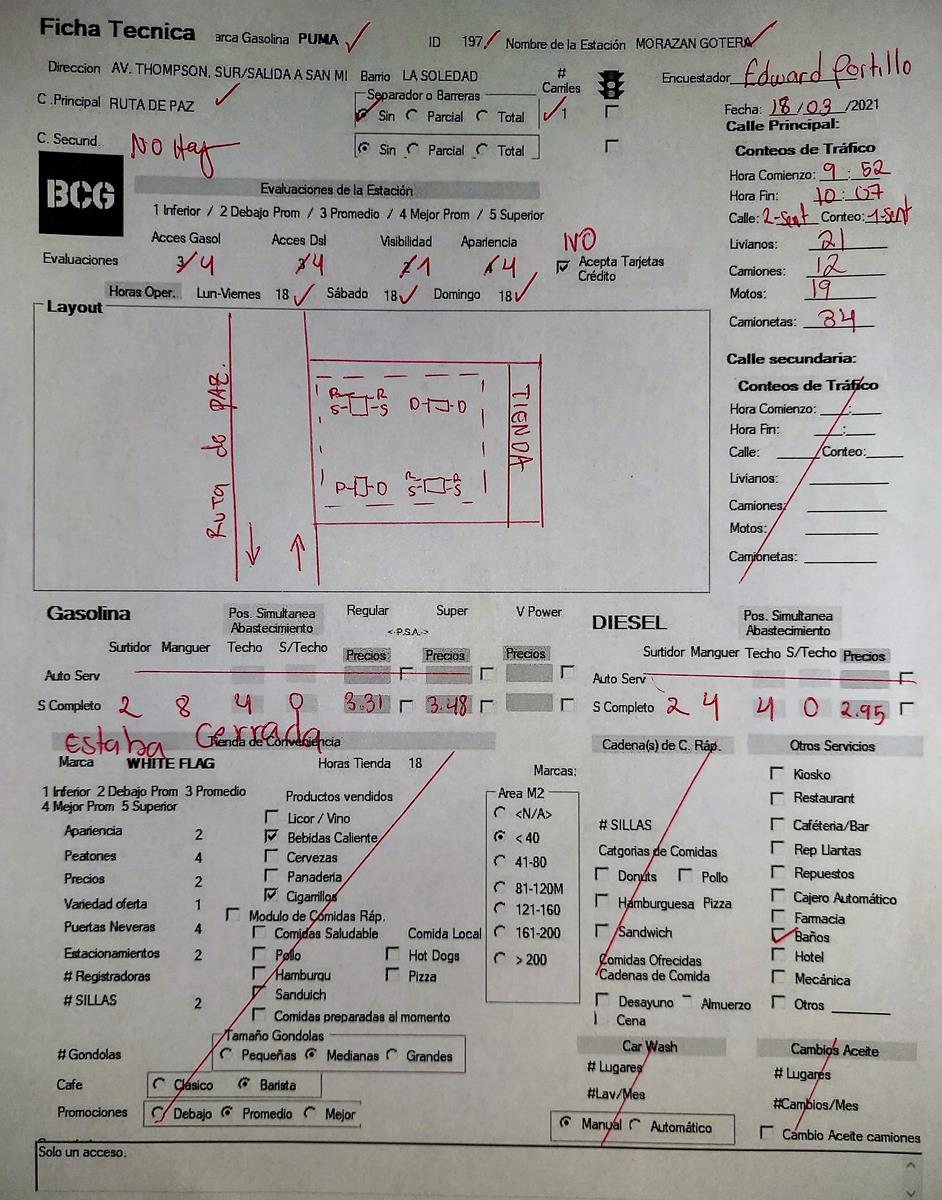 Ficha Tecnica arca Gasolina PUMA ID 197 Nombre de la Estación MORAZAN GOTERA
Direccion AV. THOMPSON, SUR/SALIDA A SAN MI Barrio LA SOLEDAD # Carriles Encuestador Edward Portillo
C .Principal RUTA DE PAZ Separador o Barreras Sin Parcial Total 1 Fecha: 18/03/2021
C. Secund. No Hay Sin Parcial Total
BCG
Evaluaciones de la Estación
1 Inferior / 2 Debajo Prom / 3 Promedio / 4 Mejor Prom / 5 Superior
Acces Gasol Acces Dsl Visibilidad Apariencia NO
Evaluaciones 3/4 3/4 1 4 Acepta Tarjetas Crédito
Horas Oper. Lun-Viernes 18 Sábado 18 Domingo 18
Calle Principal:
Conteos de Tráfico
Hora Comienzo: 9 : 52
Hora Fin: 10 : 07
Calle: 2-Sent Conteo: 1-Sent
Livianos: 21
Camiones: 12
Motos: 19
Camionetas: 34
Calle secundaria:
Conteos de Tráfico
Hora Comienzo: :
Hora Fin: :
Calle: Conteo:
Livianos:
Camiones:
Motos:
Camionetas:
Layout
Ruta de PAZ.
R R
S S D D
D D R R
S S
TIENDA
Gasolina
Pos. Simultanea Abastecimiento Regular Super V Power
<-P.S.A.->
Surtidor Manguer Techo S/Techo Precios Precios Precios
Auto Serv
S Completo 2 8 4 0 3.31 3.48
DIESEL Pos. Simultanea Abastecimiento
Surtidor Manguer Techo S/Techo Precios
Auto Serv
S Completo 2 4 4 0 2.95
Estaba Cerrada
Tienda de Conveniencia
Marca WHITE FLAG Horas Tienda 18
1 Inferior 2 Debajo Prom 3 Promedio
4 Mejor Prom 5 Superior
Apariencia 2
Peatones 4
Precios 2
Variedad oferta 1
Puertas Neveras 4
Estacionamientos 2
# Registradoras
# SILLAS 2
# Gondolas
Cafe
Promociones
Productos vendidos
Licor / Vino
Bebidas Caliente
Cervezas
Panaderia
Cigarrillos
Modulo de Comidas Ráp.
Comidas Saludable Comida Local
Pollo Hot Dogs
Hamburqu Pizza
Sanduich
Comidas preparadas al momento
Tamaño Gondolas
Pequeñas Medianas Grandes
Clásico Barista
Debajo Promedio Mejor
Marcas:
Area M2
<N/A>
< 40
41-80
81-120M
121-160
161-200
> 200
Cadena(s) de C. Ráp.
# SILLAS
Catgorias de Comidas
Donuts Pollo
Hamburguesa Pizza
Sandwich
Comidas Ofrecidas
Cadenas de Comida
Desayuno Almuerzo
Cena
Car Wash
# Lugares
#Lav/Mes
Manual Automático
Otros Servicios
Kiosko
Restaurant
Caféteria/Bar
Rep Llantas
Repuestos
Cajero Automático
Farmacia
Baños
Hotel
Mecánica
Otros
Cambios Aceite
# Lugares
#Cambios/Mes
Cambio Aceite camiones
Solo un acceso.